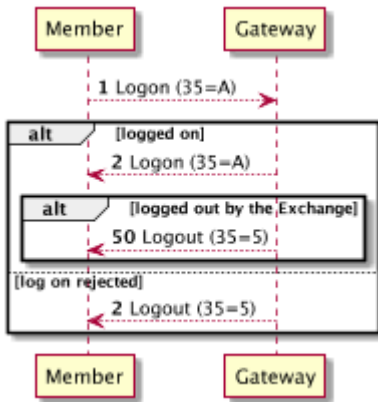 Member Gateway
1 Logon (35=A)
alt [logged on]
2 Logon (35=A)
alt [logged out by the Exchange]
50 Logout (35=5)
[log on rejected]
2 Logout (35=5)
Member Gateway